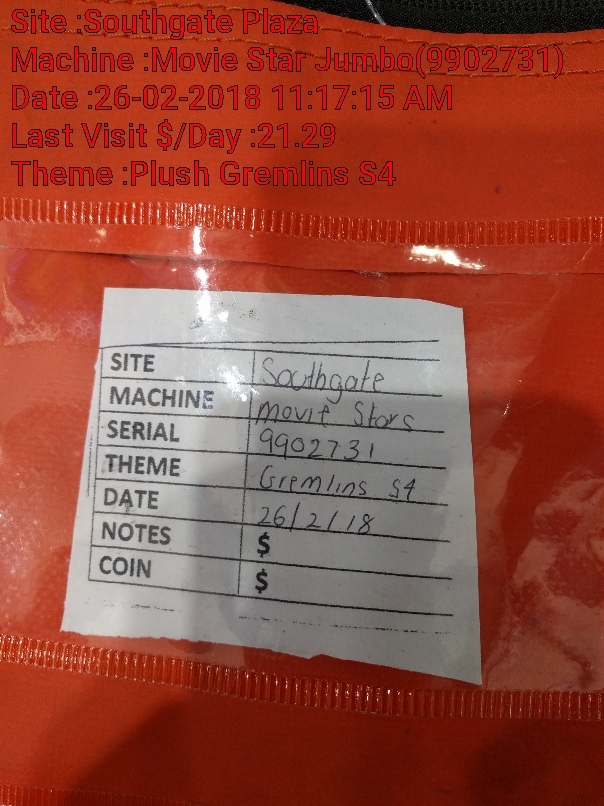 Site :Southgate Plaza
Machine :Movie Star Jumbo(9902731)
Date :26-02-2018 11:17:15 AM
Last Visit $/Day :21.29
Theme :Plush Gremlins S4
SITE Southgate
MACHINE movie Stars
SERIAL 9902731
THEME Gremlins S4
DATE 26/2/18
NOTES $
COIN $